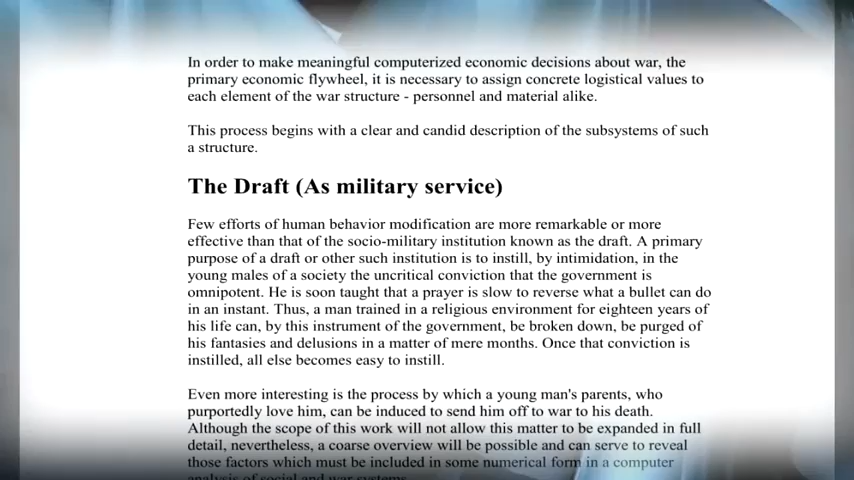 In order to make meaningful computerized economic decisions about war, the
primary economic flywheel, it is necessary to assign concrete logistical values to
each element of the war structure - personnel and material alike.
This process begins with a clear and candid description of the subsystems of such
a structure.
The Draft (As military service)
Few efforts of human behavior modification are more remarkable or more
effective than that of the socio-military institution known as the draft. A primary
purpose of a draft or other such institution is to instill, by intimidation, in the
young males of a society the uncritical conviction that the government is
omnipotent. He is soon taught that a prayer is slow to reverse what a bullet can do
in an instant. Thus, a man trained in a religious environment for eighteen years of
his life can, by this instrument of the government, be broken down, be purged of
his fantasies and delusions in a matter of mere months. Once that conviction is
instilled, all else becomes easy to instill.
Even more interesting is the process by which a young man's parents, who
purportedly love him, can be induced to send him off to war to his death.
Although the scope of this work will not allow this matter to be expanded in full
detail, nevertheless, a coarse overview will be possible and can serve to reveal
those factors which must be included in some numerical form in a computer
analysis of social and war systems.